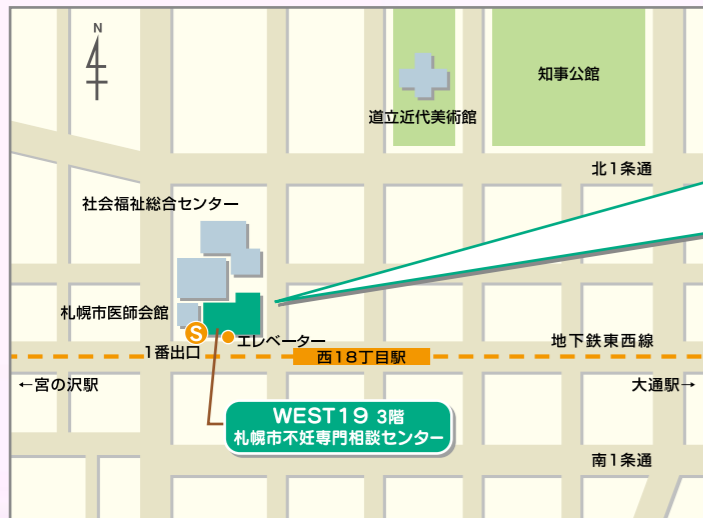 N
知事公館
道立近代美術館
北1条通
社会福祉総合センター
札幌市医師会館
S
エレベーター
1番出口
地下鉄東西線
西18丁目駅
←宮の沢駅
大通駅→
WEST19 3階
札幌市不妊専門相談センター
南1条通